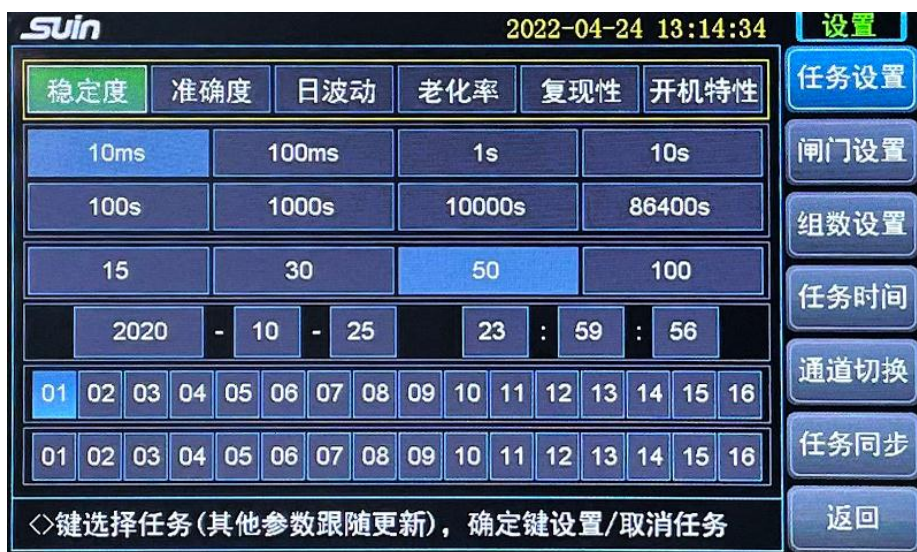 SUin 2022-04-24 13:14:34 设置
稳定度 准确度 日波动 老化率 复现性 开机特性 任务设置
10ms 100ms 1s 10s 闸门设置
100s 1000s 10000s 86400s 组数设置
15 30 50 100 任务时间
2020 - 10 - 25 23 : 59 : 56
01 02 03 04 05 06 07 08 09 10 11 12 13 14 15 16 通道切换
01 02 03 04 05 06 07 08 09 10 11 12 13 14 15 16 任务同步
<>键选择任务(其他参数跟随更新)，确定键设置/取消任务 返回